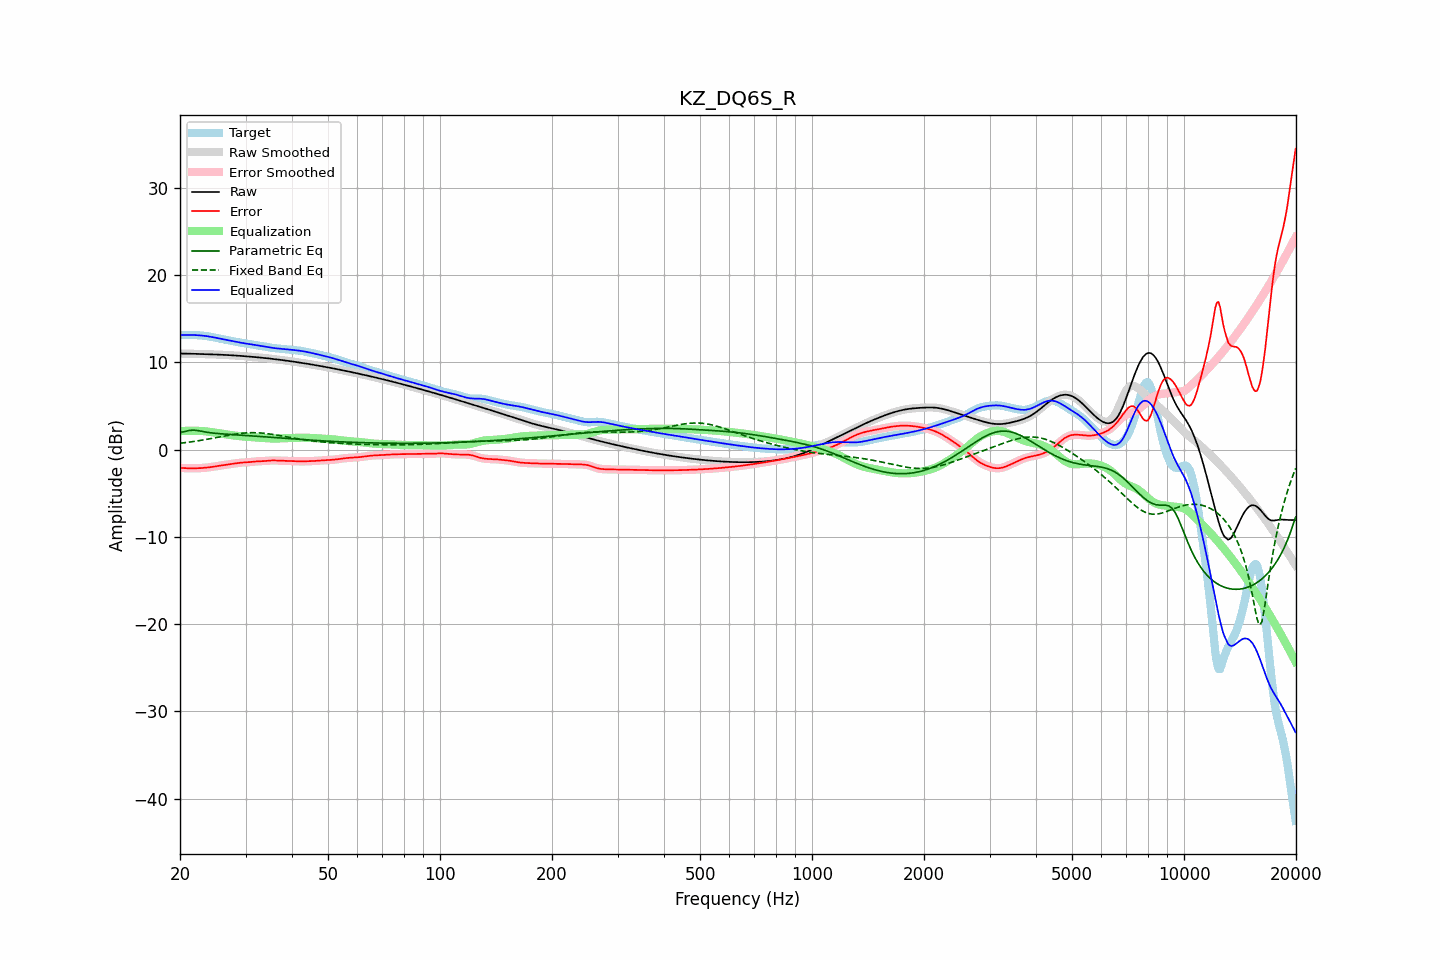 KZ_DQ6S_R
Target
Raw Smoothed
Error Smoothed
Raw
Error
Equalization
Parametric Eq
Fixed Band Eq
Equalized
30
20
10
0
−10
−20
−30
−40
Amplitude (dBr)
20
50
100
200
500
1000
2000
5000
10000
20000
Frequency (Hz)